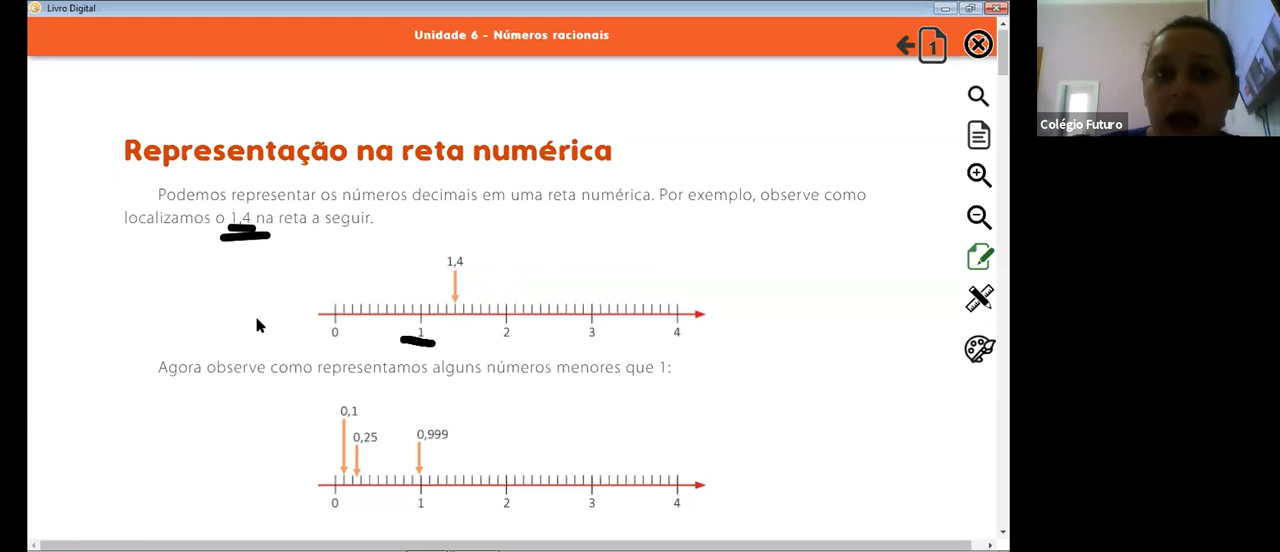 Livro Digital
Unidade 6 - Números racionais
1
Colégio Futuro
Representação na reta numérica
Podemos representar os números decimais em uma reta numérica. Por exemplo, observe como
localizamos o 1,4 na reta a seguir.
1,4
0 1 2 3 4
Agora observe como representamos alguns números menores que 1:
0,1
0,25 0,999
0 1 2 3 4